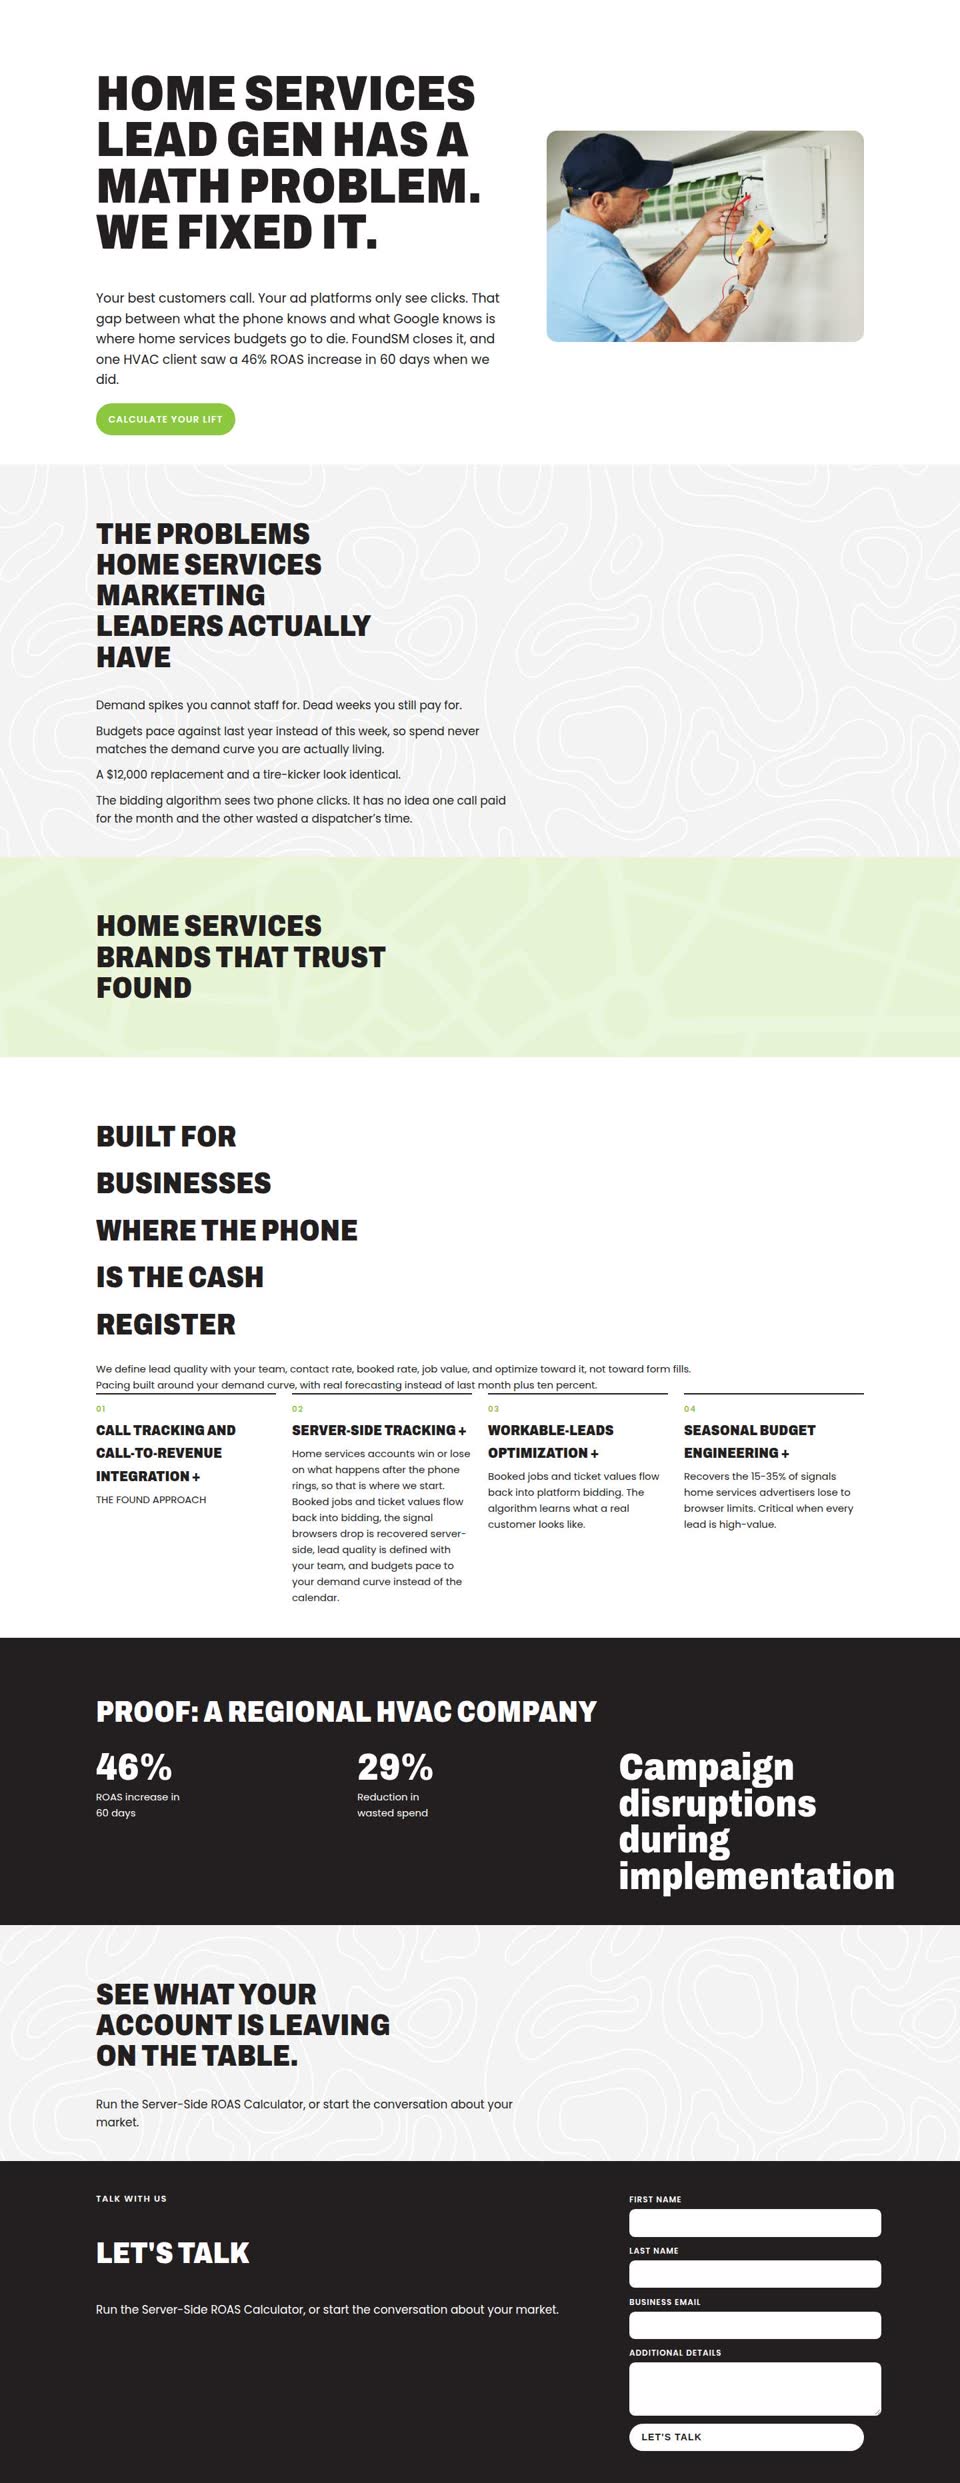 HOME SERVICES
LEAD GEN HAS A
MATH PROBLEM.
WE FIXED IT.
Your best customers call. Your ad platforms only see clicks. That
gap between what the phone knows and what Google knows is
where home services budgets go to die. FoundSM closes it, and
one HVAC client saw a 46% ROAS increase in 60 days when we
did.
CALCULATE YOUR LIFT
THE PROBLEMS
HOME SERVICES
MARKETING
LEADERS ACTUALLY
HAVE
Demand spikes you cannot staff for. Dead weeks you still pay for.
Budgets pace against last year instead of this week, so spend never
matches the demand curve you are actually living.
A $12,000 replacement and a tire-kicker look identical.
The bidding algorithm sees two phone clicks. It has no idea one call paid
for the month and the other wasted a dispatcher’s time.
HOME SERVICES
BRANDS THAT TRUST
FOUND
BUILT FOR
BUSINESSES
WHERE THE PHONE
IS THE CASH
REGISTER
We define lead quality with your team, contact rate, booked rate, job value, and optimize toward it, not toward form fills.
Pacing built around your demand curve, with real forecasting instead of last month plus ten percent.
01
CALL TRACKING AND
CALL-TO-REVENUE
INTEGRATION +
THE FOUND APPROACH
02
SERVER-SIDE TRACKING +
Home services accounts win or lose
on what happens after the phone
rings, so that is where we start.
Booked jobs and ticket values flow
back into bidding, the signal
browsers drop is recovered server-
side, lead quality is defined with
your team, and budgets pace to
your demand curve instead of the
calendar.
03
WORKABLE-LEADS
OPTIMIZATION +
Booked jobs and ticket values flow
back into platform bidding. The
algorithm learns what a real
customer looks like.
04
SEASONAL BUDGET
ENGINEERING +
Recovers the 15-35% of signals
home services advertisers lose to
browser limits. Critical when every
lead is high-value.
PROOF: A REGIONAL HVAC COMPANY
46%
ROAS increase in
60 days
29%
Reduction in
wasted spend
Campaign
disruptions
during
implementation
SEE WHAT YOUR
ACCOUNT IS LEAVING
ON THE TABLE.
Run the Server-Side ROAS Calculator, or start the conversation about your
market.
TALK WITH US
LET'S TALK
Run the Server-Side ROAS Calculator, or start the conversation about your market.
FIRST NAME
LAST NAME
BUSINESS EMAIL
ADDITIONAL DETAILS
LET'S TALK